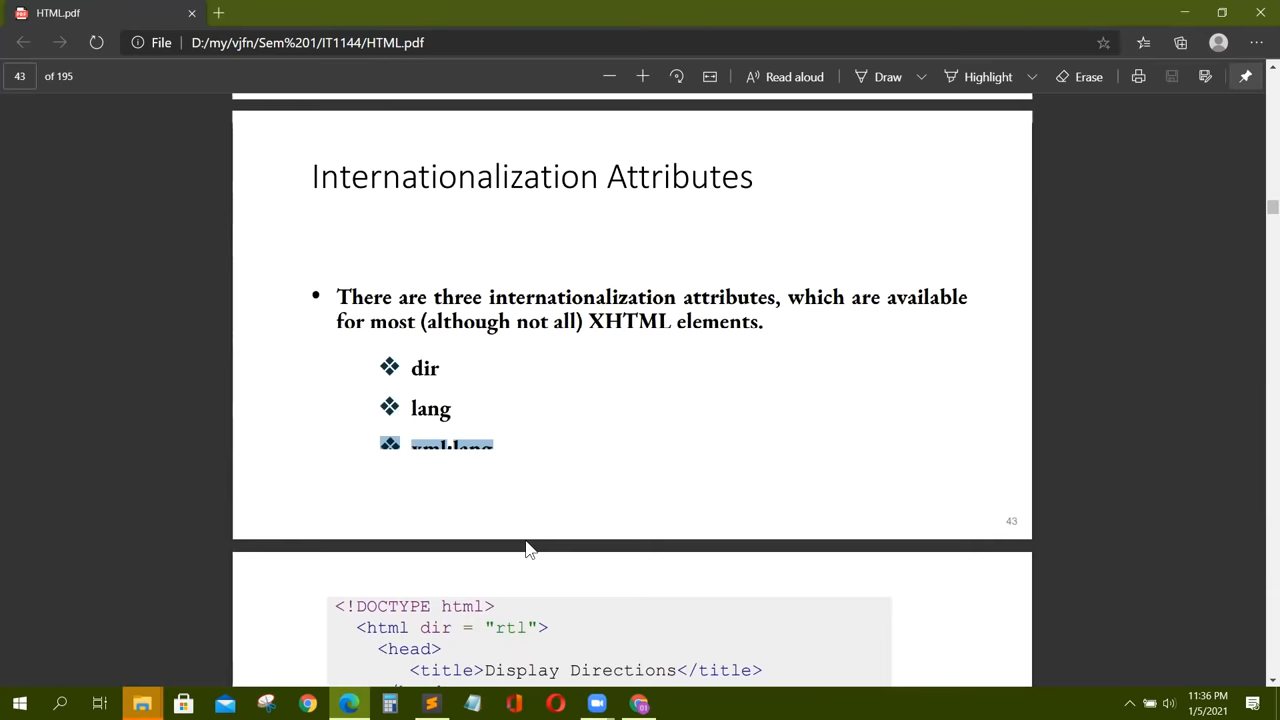 HTML.pdf
File D:/my/vjfn/Sem%201/IT1144/HTML.pdf
43 of 195
Read aloud
Draw
Highlight
Erase
Internationalization Attributes
• There are three internationalization attributes, which are available
for most (although not all) XHTML elements.
❖ dir
❖ lang
❖ xml:lang
43
<!DOCTYPE html>
<html dir = "rtl">
<head>
<title>Display Directions</title>
11:36 PM
1/5/2021